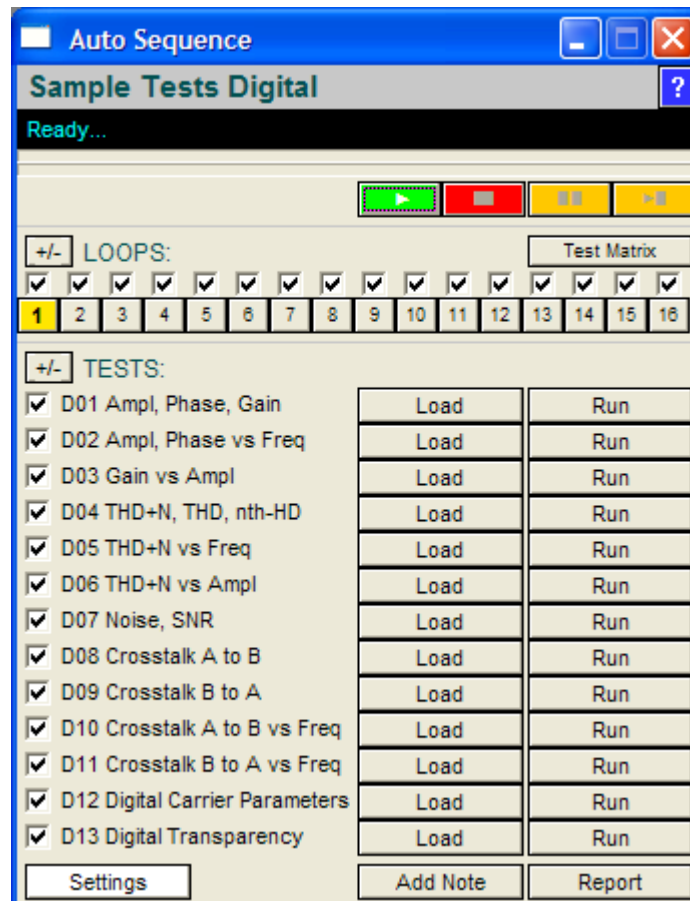 Auto Sequence
Sample Tests Digital ?
Ready...
+/- LOOPS: Test Matrix
1 2 3 4 5 6 7 8 9 10 11 12 13 14 15 16
+/- TESTS:
D01 Ampl, Phase, Gain Load Run
D02 Ampl, Phase vs Freq Load Run
D03 Gain vs Ampl Load Run
D04 THD+N, THD, nth-HD Load Run
D05 THD+N vs Freq Load Run
D06 THD+N vs Ampl Load Run
D07 Noise, SNR Load Run
D08 Crosstalk A to B Load Run
D09 Crosstalk B to A Load Run
D10 Crosstalk A to B vs Freq Load Run
D11 Crosstalk B to A vs Freq Load Run
D12 Digital Carrier Parameters Load Run
D13 Digital Transparency Load Run
Settings Add Note Report